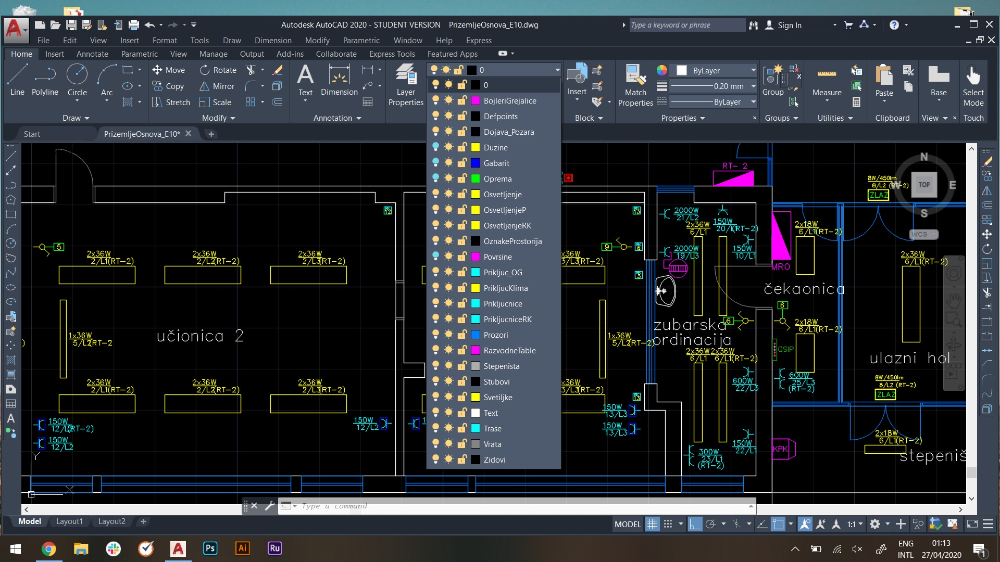 Autodesk AutoCAD 2020 - STUDENT VERSION PrizemljeOsnova_E10.dwg
Type a keyword or phrase
Sign In
File Edit View Insert Format Tools Draw Dimension Modify Parametric Window Help Express
Home Insert Annotate Parametric View Manage Output Add-ins Collaborate Express Tools Featured Apps
Line
Polyline
Circle
Arc
Draw
Move
Rotate
Copy
Mirror
Stretch
Scale
Modify
Text
Dimension
Annotation
Layer
Properties
0
Insert
Block
Match
Properties
ByLayer
0.20 mm
ByLayer
Properties
Group
Groups
Measure
Utilities
Paste
Clipboard
Base
View
Select
Mode
Touch
Start
PrizemljeOsnova_E10*
0
BojleriGrejalice
Defpoints
Dojava_Pozara
Duzine
Gabarit
Oprema
Osvetljenje
OsvetljenjeP
OsvetljenjeRK
OznakeProstorija
Povrsine
Prikljuc_OG
PrikljucKlima
Prikljucnice
PrikljucniceRK
Prozori
RazvodneTable
Stepenista
Stubovi
Svetiljke
Text
Trase
Vrata
Zidovi
12
5
2x36W
2/L1(RT-2)
2x36W
2/L2(RT-2)
2x36W
2/L3(RT-2)
1x36W
5/L2(RT-2
učionica 2
2x36W
2/L1(RT-2)
2x36W
2/L2(RT-2)
2x36W
2/L3(RT-2)
150W
12/L2(RT-2)
150W
12/L2
150W
12/L2
13
9
6
3
1x36W
5/L2(RT-2)
13
150W
13/L3
150W
13/L3
RT- 2
2000W
21/L2
2x36W
6/L1
150W
20/L(RT-2)
2000W
19/L3
150W
10/L1
MRO
2x18W
6/L1(RT-2)
čekaonica
6
6
zubarska
ordinacija
2x18W
6/L1(RT-2)
GSIP
2x36W
6/L1
2x36W
6/L1(RT-2)
600W
22/L3
600W
25/L3
(RT-2)
300W
23/L1
(RT-2)
150W
22/L1
KPK
8W/450lm
8/L2 (RT-2)
IZLAZ
2x36W
6/L1(RT-2)
ulazni hol
8W/450lm
8/L2 (RT-2)
IZLAZ
2x18W
6/L1(RT-2)
stepeniš
N
W
TOP
E
S
WCS
Y
X
Type a command
Model Layout1 Layout2
MODEL
1:1
Ps
Ai
Ru
ENG
INTL
01:13
27/04/2020
1